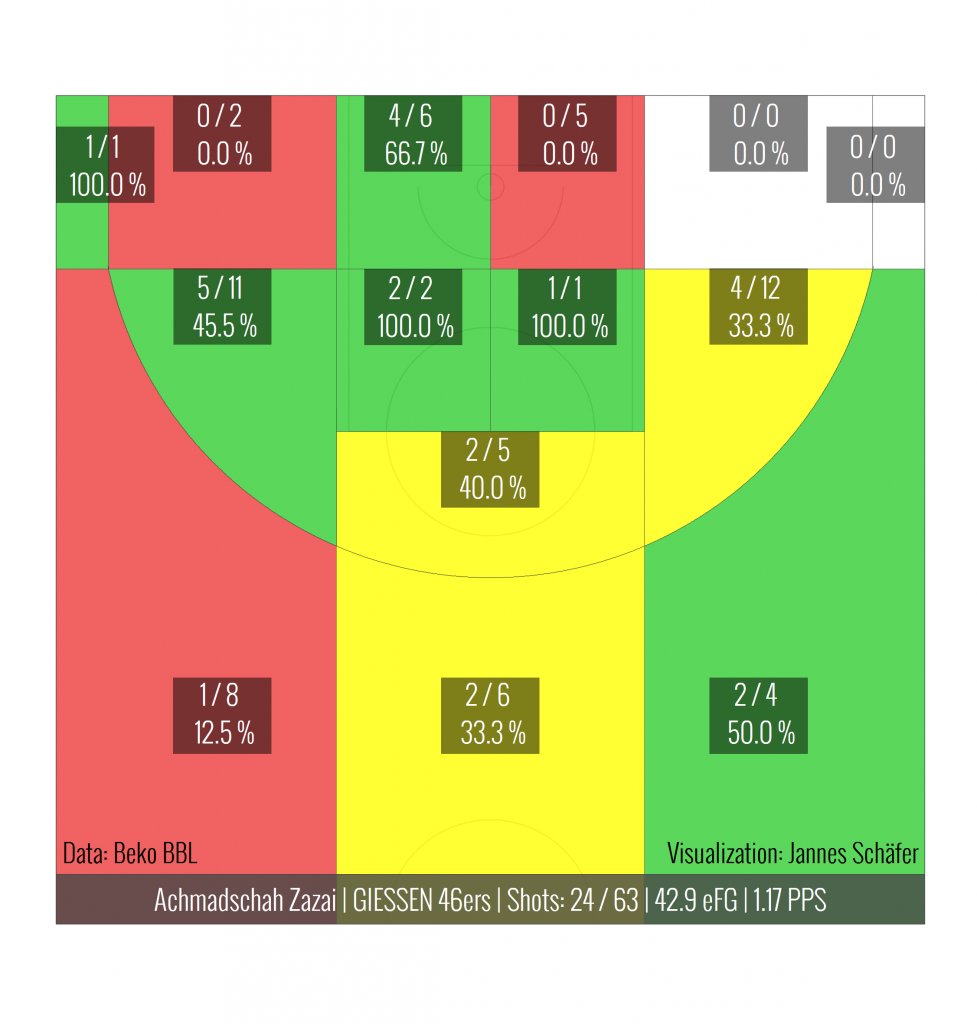 0 / 2
0.0 %
4 / 6
66.7 %
0 / 5
0.0 %
0 / 0
0.0 %
1 / 1
100.0 %
0 / 0
0.0 %
5 / 11
45.5 %
2 / 2
100.0 %
1 / 1
100.0 %
4 / 12
33.3 %
2 / 5
40.0 %
1 / 8
12.5 %
2 / 6
33.3 %
2 / 4
50.0 %
Data: Beko BBL
Visualization: Jannes Schäfer
Achmadschah Zazai | GIESSEN 46ers | Shots: 24 / 63 | 42.9 eFG | 1.17 PPS